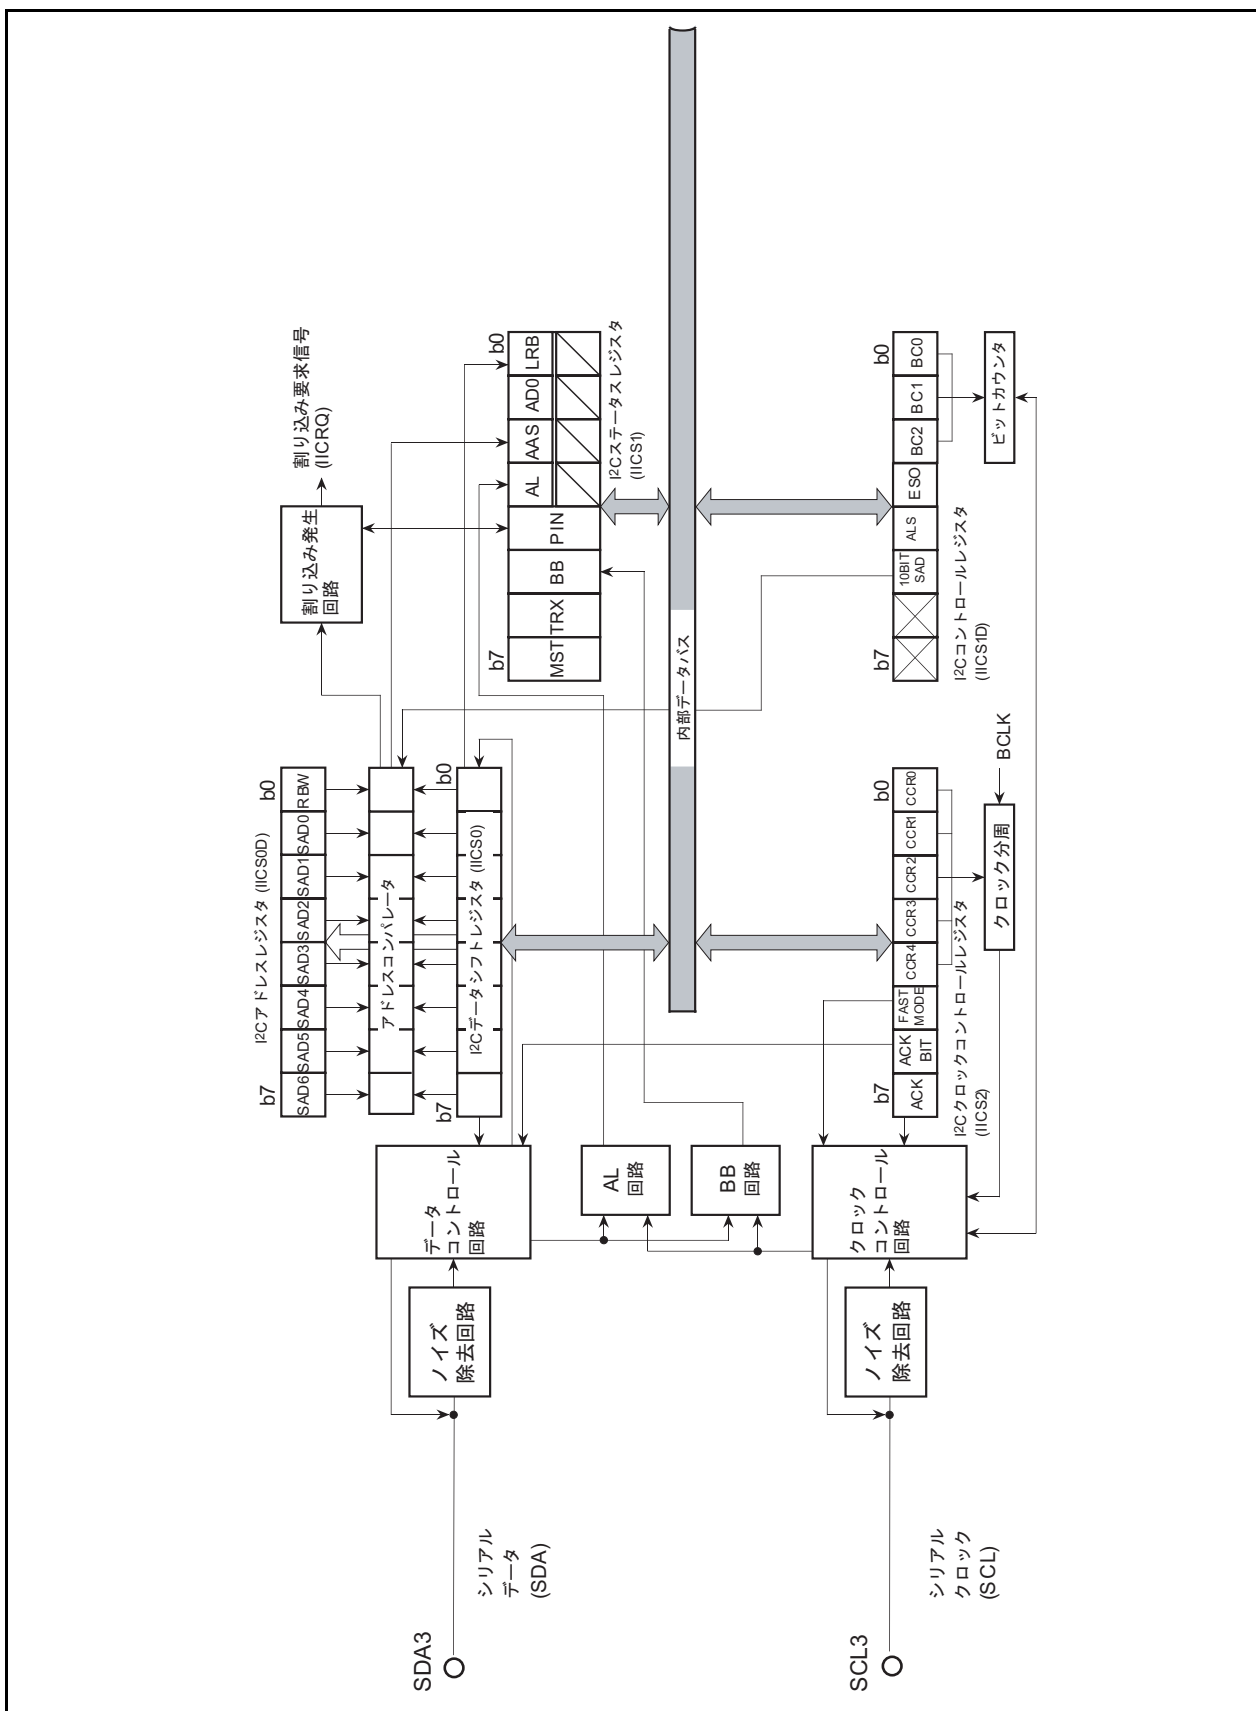 SDA3
シリアル
データ
(SDA)
ノイズ
除去回路
データ
コントロール
回路
b7
b0
SAD6
SAD5
SAD4
SAD3
SAD2
SAD1
SAD0
RBW
I²Cアドレスレジスタ (IICS0D)
アドレスコンパレータ
b7
b0
I²Cデータシフトレジスタ (IICS0)
割り込み発生
回路
割り込み要求信号
(IICRQ)
b7
b0
MST
TRX
BB
PIN
AL
AAS
AD0
LRB
I²Cステータスレジスタ
(IICS1)
AL
回路
BB
回路
内部データバス
SCL3
シリアル
クロック
(SCL)
ノイズ
除去回路
クロック
コントロール
回路
b7
b0
ACK
ACK
BIT
FAST
MODE
CCR4
CCR3
CCR2
CCR1
CCR0
I²Cクロックコントロールレジスタ
(IICS2)
クロック分周
BCLK
b7
b0
10BIT
SAD
ALS
ESO
BC2
BC1
BC0
I²Cコントロールレジスタ
(IICS1D)
ビットカウンタ